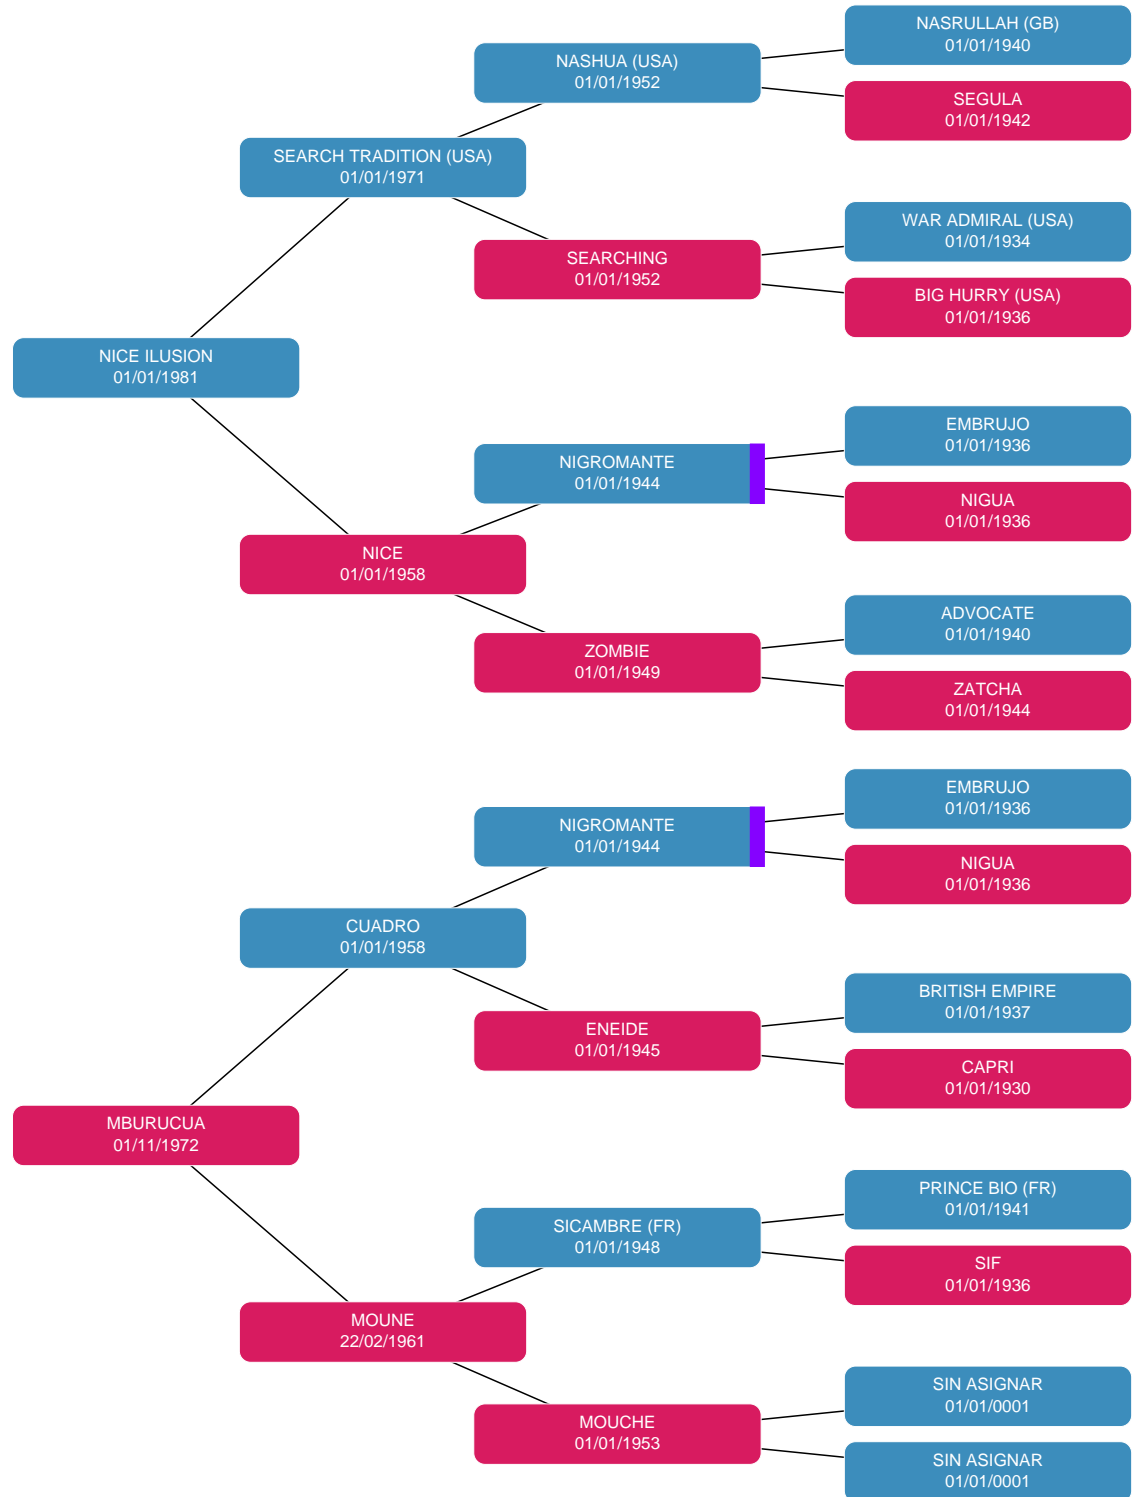 NASRULLAH (GB)
01/01/1940
NASHUA (USA)
01/01/1952
SEGULA
01/01/1942
SEARCH TRADITION (USA)
01/01/1971
WAR ADMIRAL (USA)
01/01/1934
SEARCHING
01/01/1952
BIG HURRY (USA)
01/01/1936
NICE ILUSION
01/01/1981
EMBRUJO
01/01/1936
NIGROMANTE
01/01/1944
NIGUA
01/01/1936
NICE
01/01/1958
ADVOCATE
01/01/1940
ZOMBIE
01/01/1949
ZATCHA
01/01/1944
EMBRUJO
01/01/1936
NIGROMANTE
01/01/1944
NIGUA
01/01/1936
CUADRO
01/01/1958
BRITISH EMPIRE
01/01/1937
ENEIDE
01/01/1945
CAPRI
01/01/1930
MBURUCUA
01/11/1972
PRINCE BIO (FR)
01/01/1941
SICAMBRE (FR)
01/01/1948
SIF
01/01/1936
MOUNE
22/02/1961
SIN ASIGNAR
01/01/0001
MOUCHE
01/01/1953
SIN ASIGNAR
01/01/0001